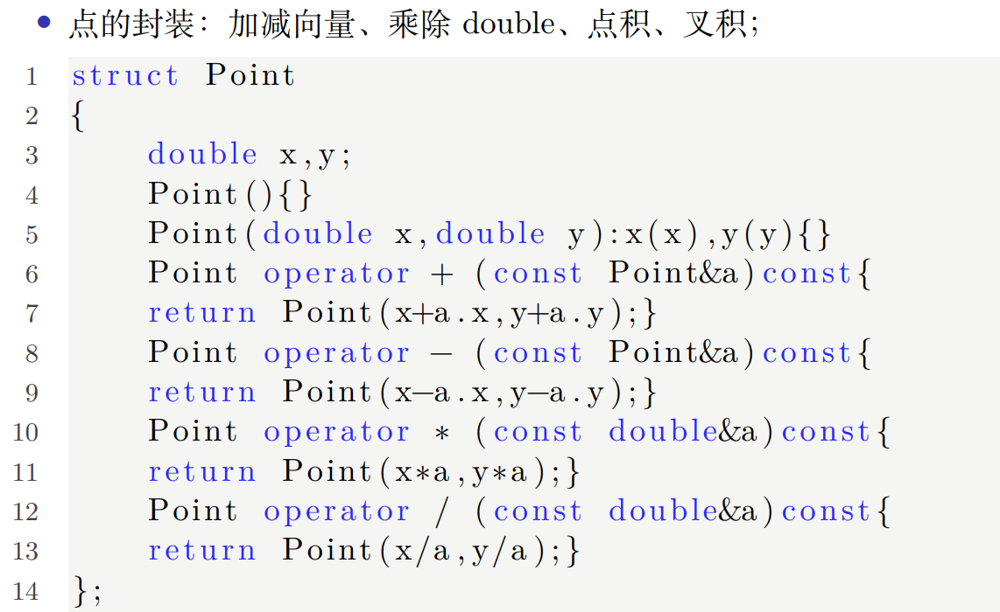 • 点的封装：加减向量、乘除 double、点积、叉积;
1 struct Point
2 {
3 double x,y;
4 Point(){}
5 Point(double x,double y):x(x),y(y){}
6 Point operator + (const Point&a)const{
7 return Point(x+a.x,y+a.y);}
8 Point operator − (const Point&a)const{
9 return Point(x−a.x,y−a.y);}
10 Point operator * (const double&a)const{
11 return Point(x*a,y*a);}
12 Point operator / (const double&a)const{
13 return Point(x/a,y/a);}
14 };